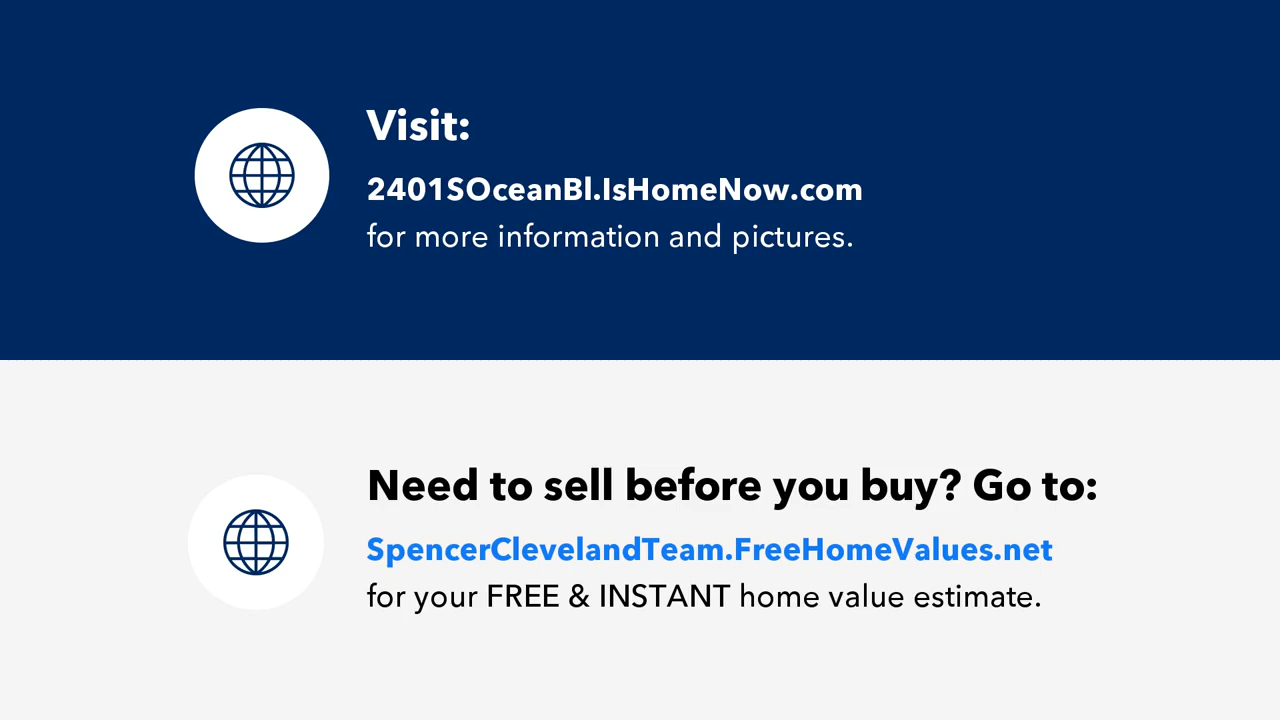 Visit:
2401SOceanBl.IsHomeNow.com
for more information and pictures.
Need to sell before you buy? Go to:
SpencerClevelandTeam.FreeHomeValues.net
for your FREE & INSTANT home value estimate.